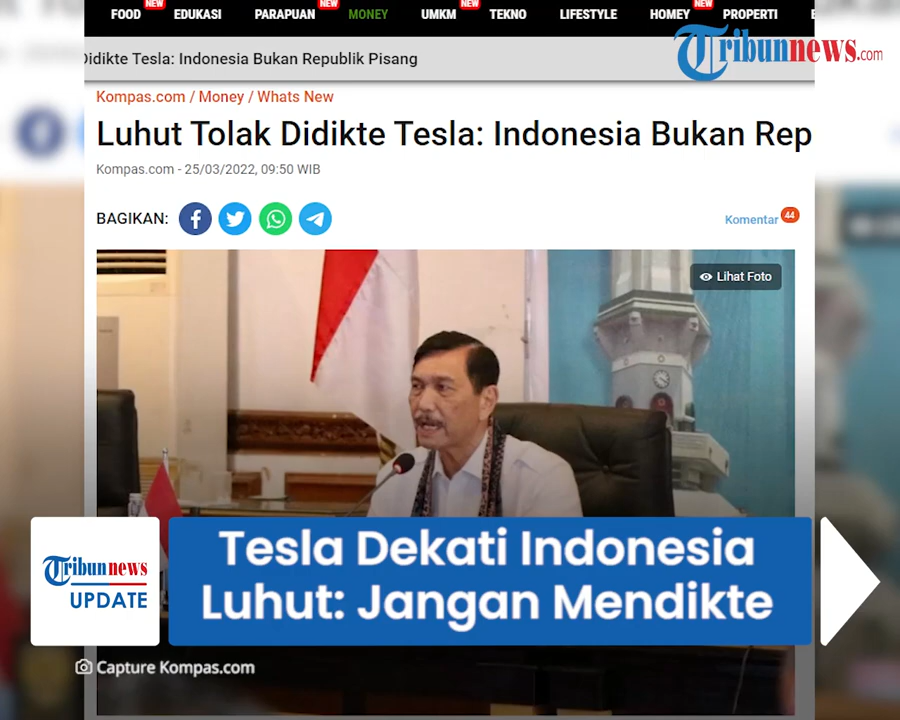 FOOD NEW EDUKASI PARAPUAN NEW MONEY UMKM NEW TEKNO LIFESTYLE HOMEY NEW PROPERTI
Tribunnews.com
Didikte Tesla: Indonesia Bukan Republik Pisang
Kompas.com / Money / Whats New
Luhut Tolak Didikte Tesla: Indonesia Bukan Rep
Kompas.com - 25/03/2022, 09:50 WIB
BAGIKAN:
Komentar 44
Lihat Foto
Tribunnews
UPDATE
Tesla Dekati Indonesia
Luhut: Jangan Mendikte
Capture Kompas.com